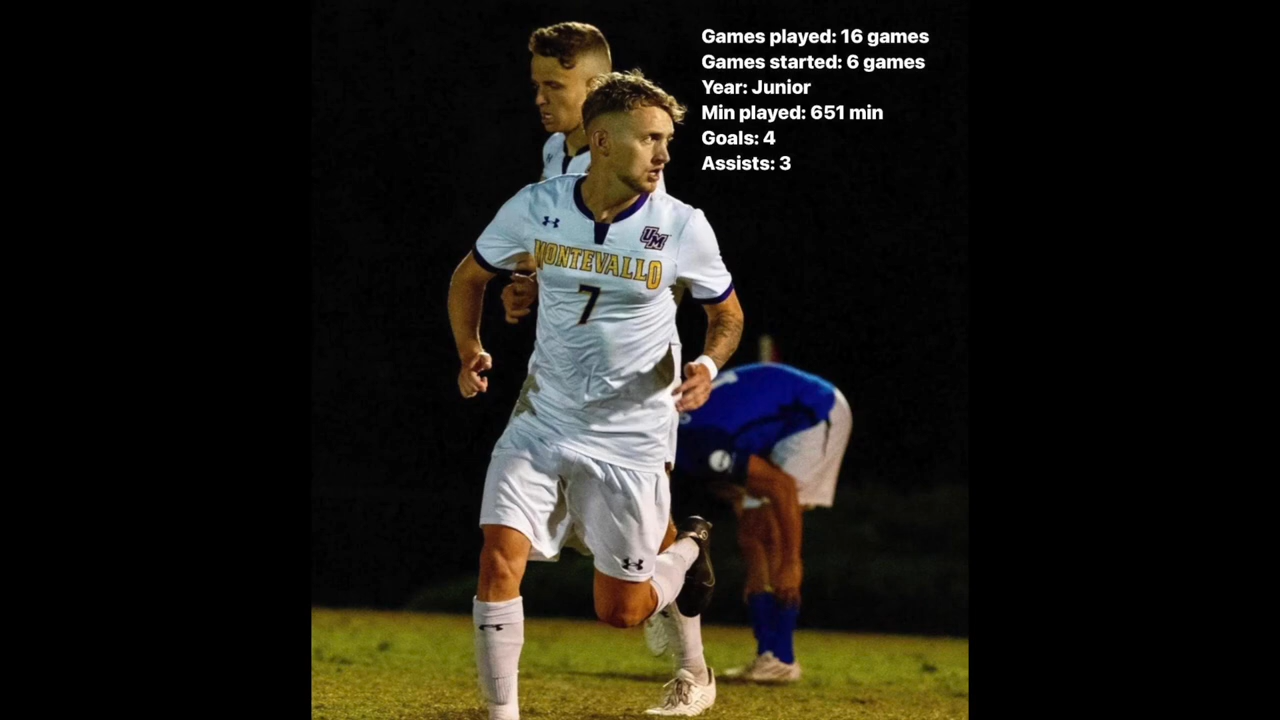 Games played: 16 games
Games started: 6 games
Year: Junior
Min played: 651 min
Goals: 4
Assists: 3
UM
MONTEVALLO
7